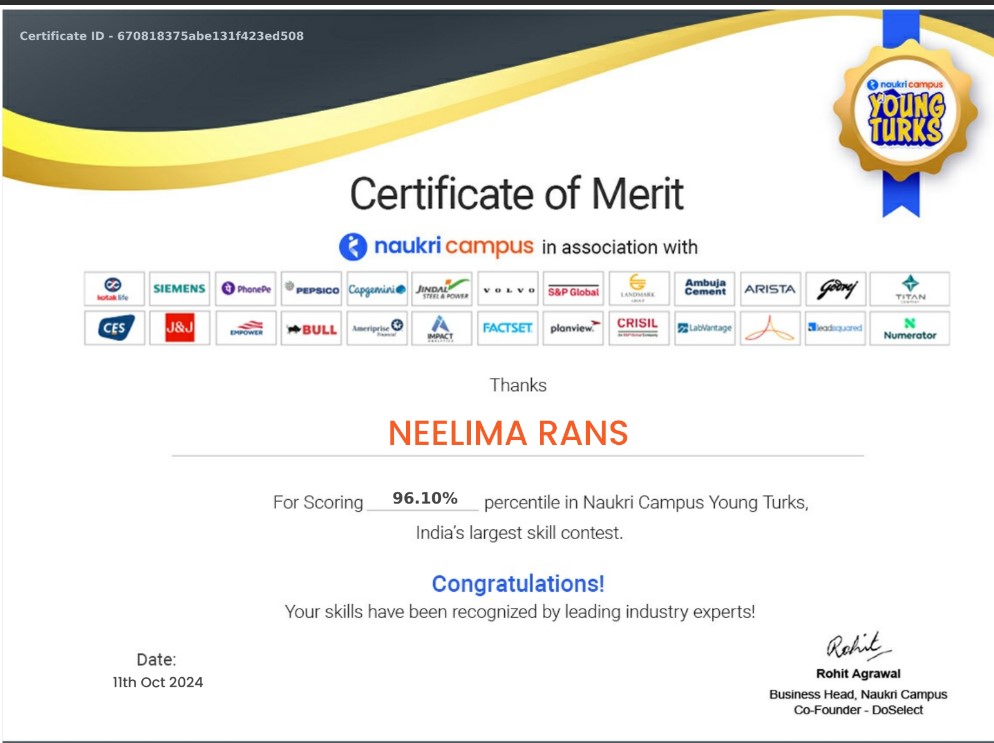 Certificate ID - 670818375abe131f423ed508
naukri campus
YOUNG
TURKS
Certificate of Merit
naukri campus in association with
kotak life SIEMENS PhonePe PEPSICO Capgemini JINDAL STEEL & POWER VOLVO S&P Global LANDMARK GROUP Ambuja Cement ARISTA Godrej TITAN COMPANY
CES J&J EMPOWER BULL Ameriprise Financial IMPACT ANALYTICS FACTSET planview. CRISIL An S&P Global Company LabVantage leadsquared Numerator
Thanks
NEELIMA RANS
For Scoring 96.10% percentile in Naukri Campus Young Turks,
India's largest skill contest.
Congratulations!
Your skills have been recognized by leading industry experts!
Date:
11th Oct 2024
Rohit
Rohit Agrawal
Business Head, Naukri Campus
Co-Founder - DoSelect